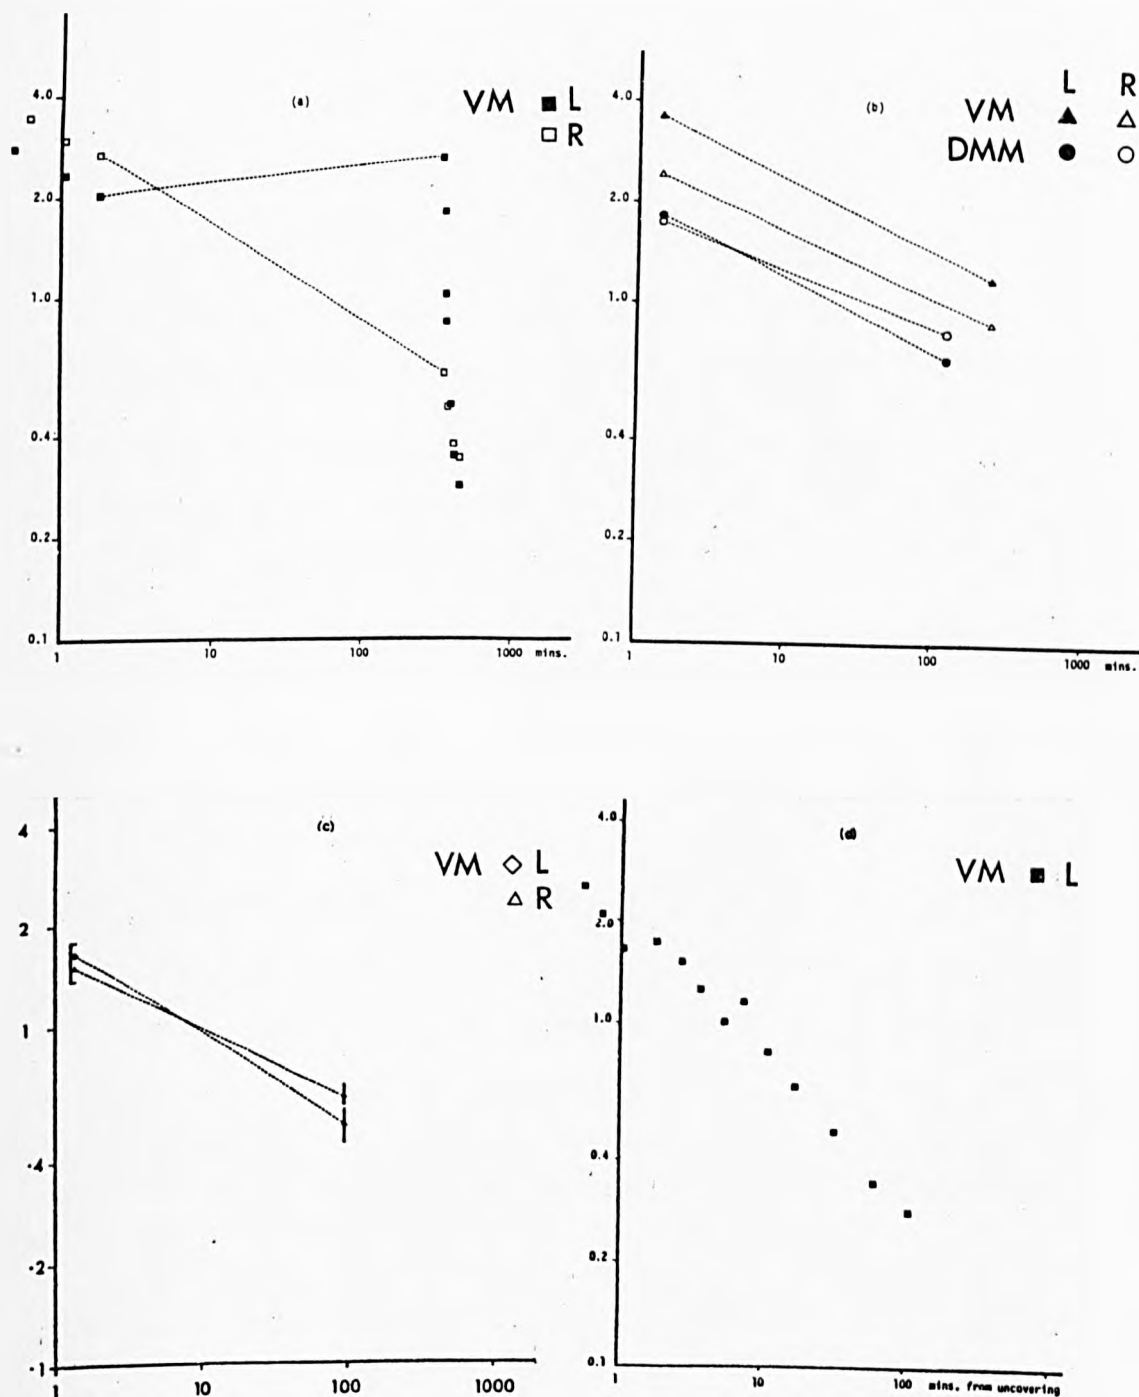 (a)
VM ■ L
□ R
4.0
2.0
1.0
0.4
0.2
0.1
1 10 100 1000 mins.
(b)
L R
VM ▲ △
DMM ● ○
4.0
2.0
1.0
0.4
0.2
0.1
1 10 100 1000 mins.
(c)
VM ◇ L
△ R
4
2
1
·4
·2
·1
1 10 100 1000
(d)
VM ■ L
4.0
2.0
1.0
0.4
0.2
0.1
1 10 100 mins. from uncovering